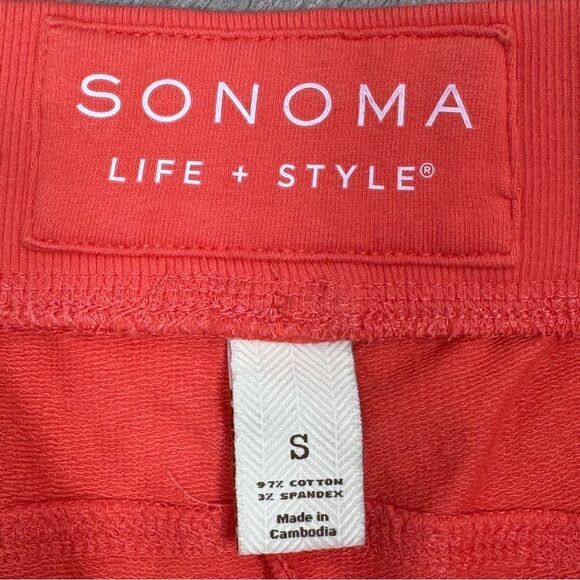 SONOMA
LIFE + STYLE®
S
97% COTTON
3% SPANDEX
Made in
Cambodia